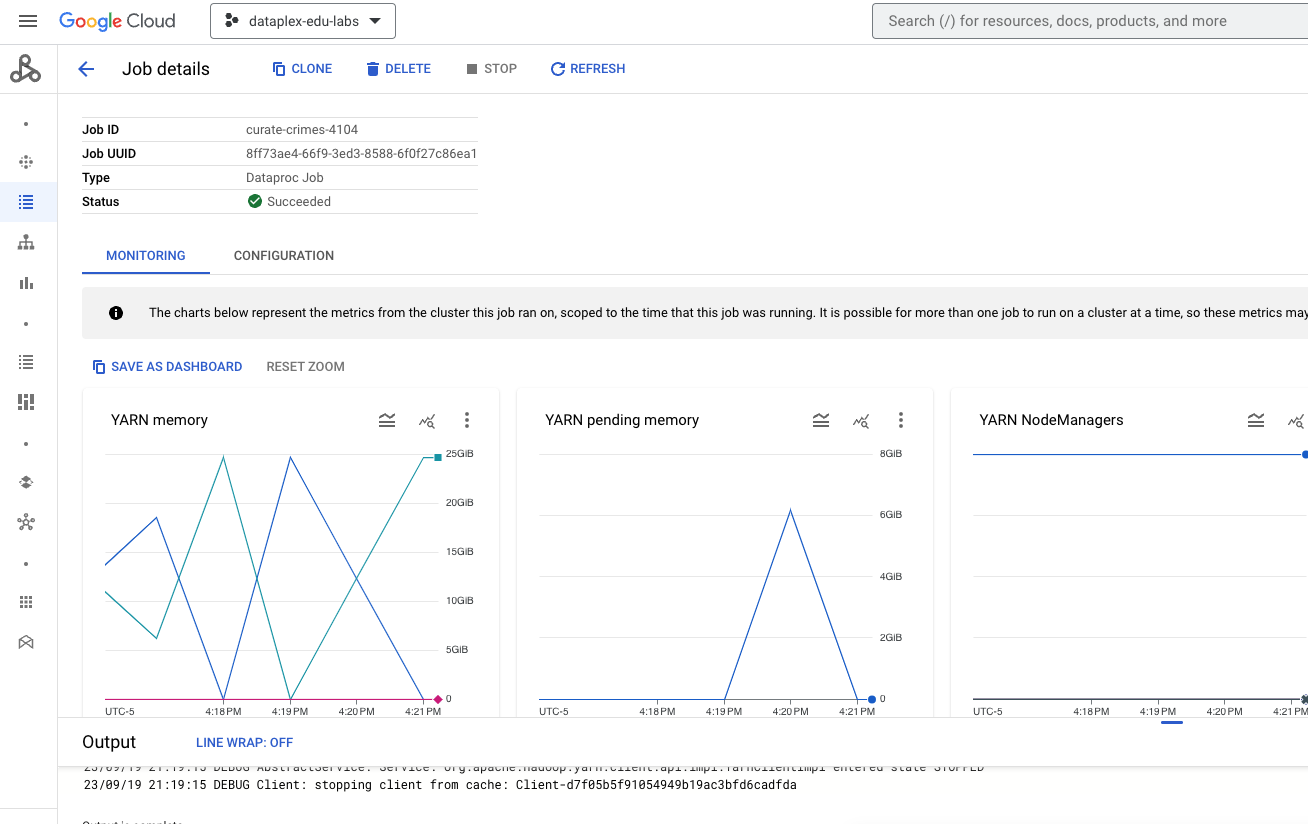 Google Cloud
dataplex-edu-labs
Search (/) for resources, docs, products, and more
Job details
CLONE
DELETE
STOP
REFRESH
Job ID curate-crimes-4104
Job UUID 8ff73ae4-66f9-3ed3-8588-6f0f27c86ea1
Type Dataproc Job
Status Succeeded
MONITORING
CONFIGURATION
The charts below represent the metrics from the cluster this job ran on, scoped to the time that this job was running. It is possible for more than one job to run on a cluster at a time, so these metrics may
SAVE AS DASHBOARD
RESET ZOOM
YARN memory
25GiB
20GiB
15GiB
10GiB
5GiB
0
UTC-5 4:18 PM 4:19 PM 4:20 PM 4:21 PM
YARN pending memory
8GiB
6GiB
4GiB
2GiB
0
UTC-5 4:18 PM 4:19 PM 4:20 PM 4:21 PM
YARN NodeManagers
UTC-5 4:18 PM 4:19 PM 4:20 PM 4:21 PM
Output
LINE WRAP: OFF
23/09/19 21:19:15 DEBUG AbstractService: Service: org.apache.hadoop.yarn.client.api.impl.YarnClientImpl entered state STOPPED
23/09/19 21:19:15 DEBUG Client: stopping client from cache: Client-d7f05b5f91054949b19ac3bfd6cadfda
Output is complete